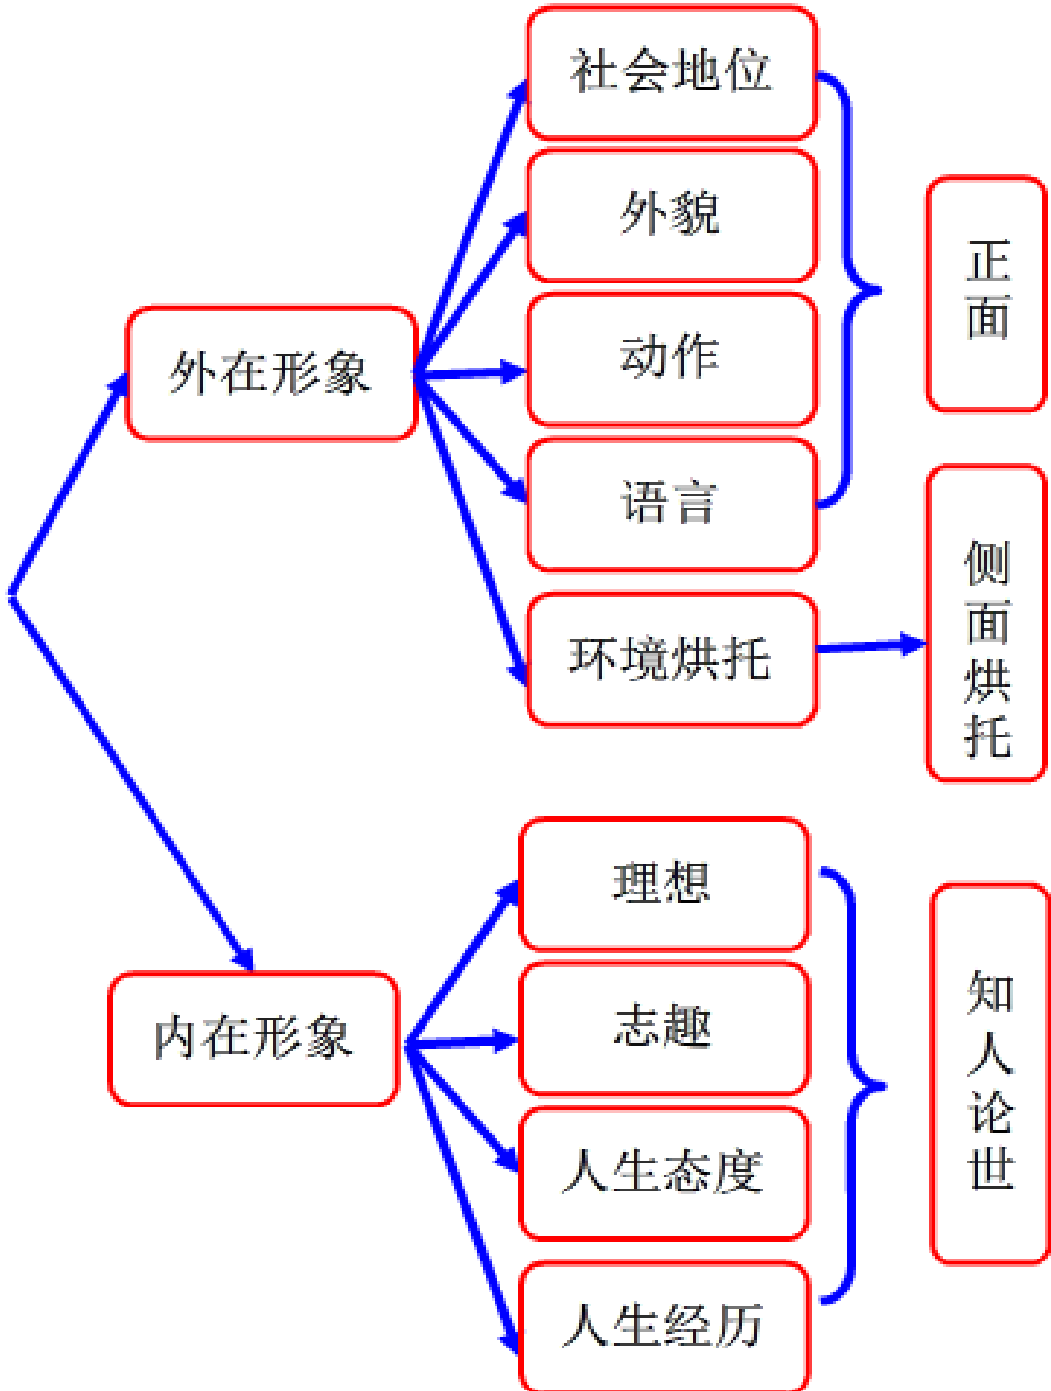 社会地位
外貌
动作
语言
环境烘托
外在形象
正面
侧面烘托
内在形象
理想
志趣
人生态度
人生经历
知人论世